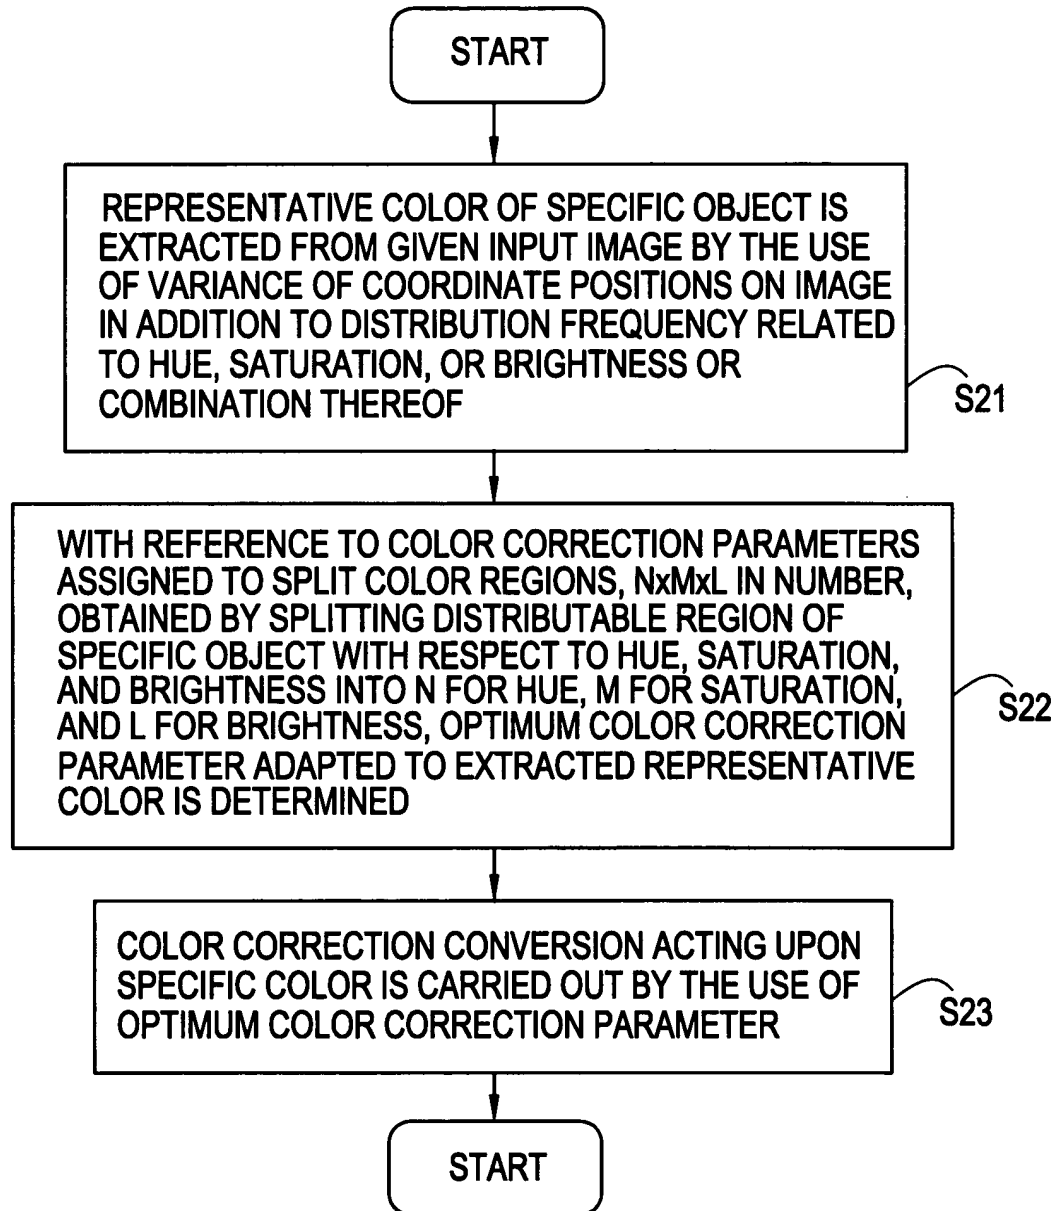 START
REPRESENTATIVE COLOR OF SPECIFIC OBJECT IS
EXTRACTED FROM GIVEN INPUT IMAGE BY THE USE
OF VARIANCE OF COORDINATE POSITIONS ON IMAGE
IN ADDITION TO DISTRIBUTION FREQUENCY RELATED
TO HUE, SATURATION, OR BRIGHTNESS OR
COMBINATION THEREOF
S21
WITH REFERENCE TO COLOR CORRECTION PARAMETERS
ASSIGNED TO SPLIT COLOR REGIONS, NxMxL IN NUMBER,
OBTAINED BY SPLITTING DISTRIBUTABLE REGION OF
SPECIFIC OBJECT WITH RESPECT TO HUE, SATURATION,
AND BRIGHTNESS INTO N FOR HUE, M FOR SATURATION,
AND L FOR BRIGHTNESS, OPTIMUM COLOR CORRECTION
PARAMETER ADAPTED TO EXTRACTED REPRESENTATIVE
COLOR IS DETERMINED
S22
COLOR CORRECTION CONVERSION ACTING UPON
SPECIFIC COLOR IS CARRIED OUT BY THE USE OF
OPTIMUM COLOR CORRECTION PARAMETER
S23
START